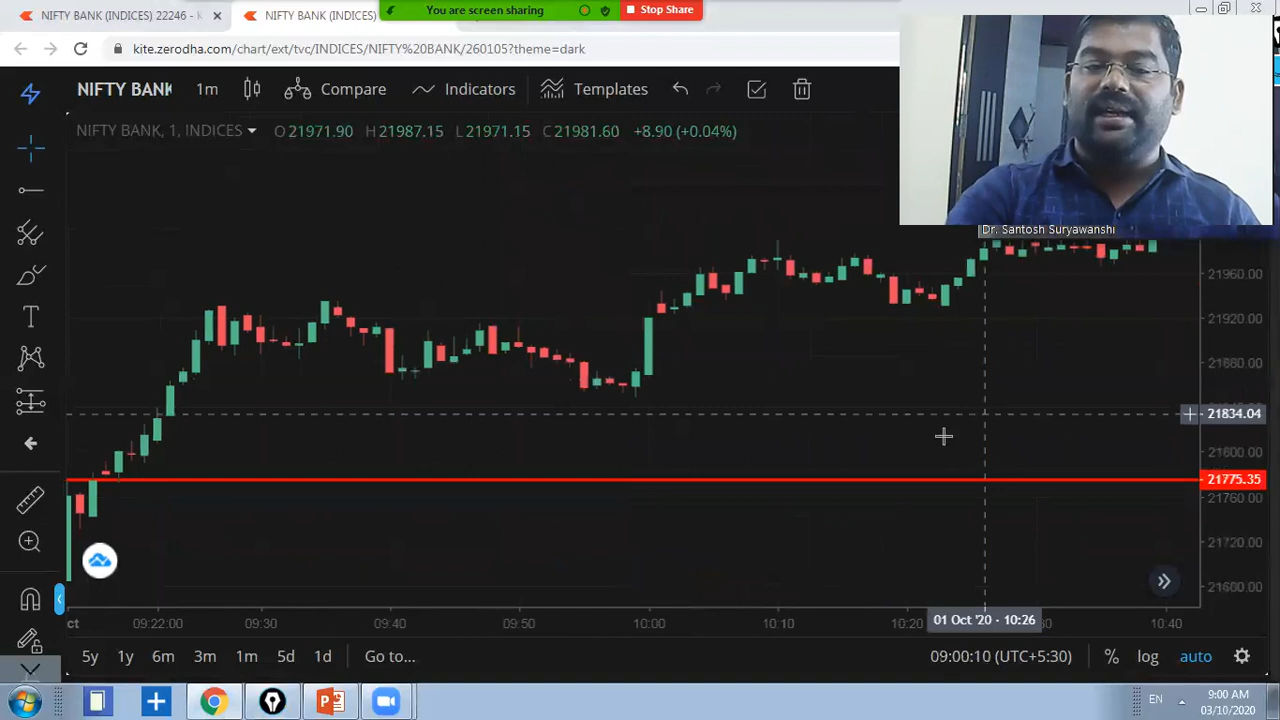 NIFTY BANK (INDICES) 22246 - K
NIFTY BANK (INDICES)
You are screen sharing
Stop Share
kite.zerodha.com/chart/ext/tvc/INDICES/NIFTY%20BANK/260105?theme=dark
NIFTY BANK 1m Compare Indicators Templates
NIFTY BANK, 1, INDICES O21971.90 H21987.15 L21971.15 C21981.60 +8.90 (+0.04%)
Dr. Santosh Suryawanshi
21960.00
21920.00
21880.00
21834.04
21800.00
21775.35
21760.00
21720.00
21680.00
ct 09:22:00 09:30 09:40 09:50 10:00 10:10 10:20 01 Oct '20 - 10:26 10:40
5y 1y 6m 3m 1m 5d 1d Go to... 09:00:10 (UTC+5:30) % log auto
EN
9:00 AM
03/10/2020